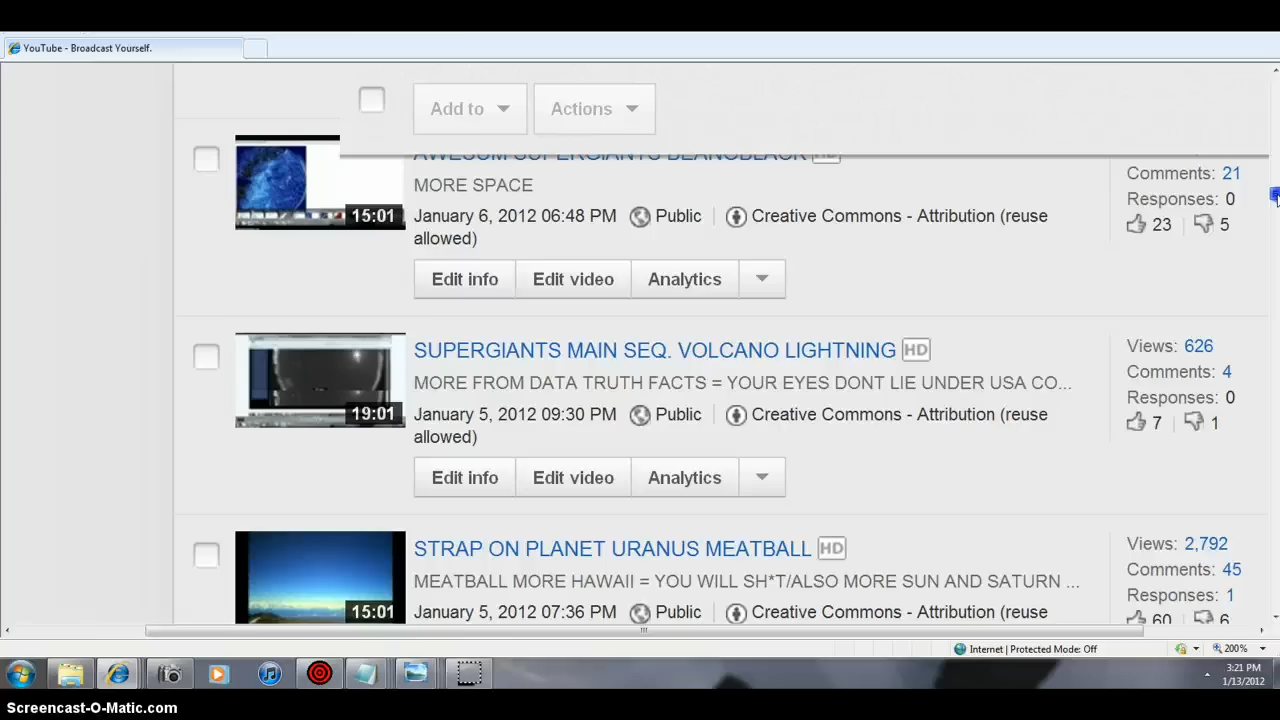 YouTube - Broadcast Yourself.
Add to
Actions
AWESOM SUPERGIANTS BEANOBLACK HD
MORE SPACE
15:01
January 6, 2012 06:48 PM Public Creative Commons - Attribution (reuse
allowed)
Edit info Edit video Analytics
Comments: 21
Responses: 0
23 5
SUPERGIANTS MAIN SEQ. VOLCANO LIGHTNING HD
MORE FROM DATA TRUTH FACTS = YOUR EYES DONT LIE UNDER USA CO...
19:01
January 5, 2012 09:30 PM Public Creative Commons - Attribution (reuse
allowed)
Edit info Edit video Analytics
Views: 626
Comments: 4
Responses: 0
7 1
STRAP ON PLANET URANUS MEATBALL HD
MEATBALL MORE HAWAII = YOU WILL SH*T/ALSO MORE SUN AND SATURN ...
15:01
January 5, 2012 07:36 PM Public Creative Commons - Attribution (reuse
Views: 2,792
Comments: 45
Responses: 1
60 6
Internet | Protected Mode: Off
200%
3:21 PM
1/13/2012
Screencast-O-Matic.com